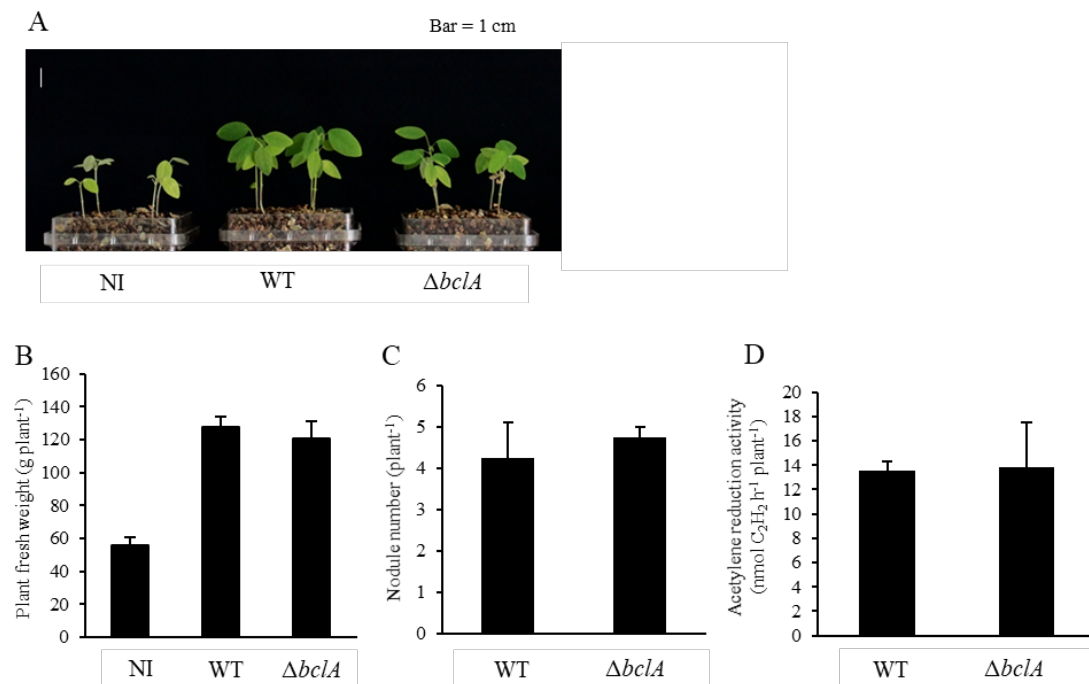 A
Bar = 1 cm
NI WT ΔbclA
B
Plant fresh weight (g plant⁻¹)
160
140
120
100
80
60
40
20
0
NI WT ΔbclA
C
Nodule number (plant⁻¹)
6
5
4
3
2
1
0
WT ΔbclA
D
Acetylene reduction activity
(nmol C₂H₂ h⁻¹ plant⁻¹)
20
18
16
14
12
10
8
6
4
2
0
WT ΔbclA